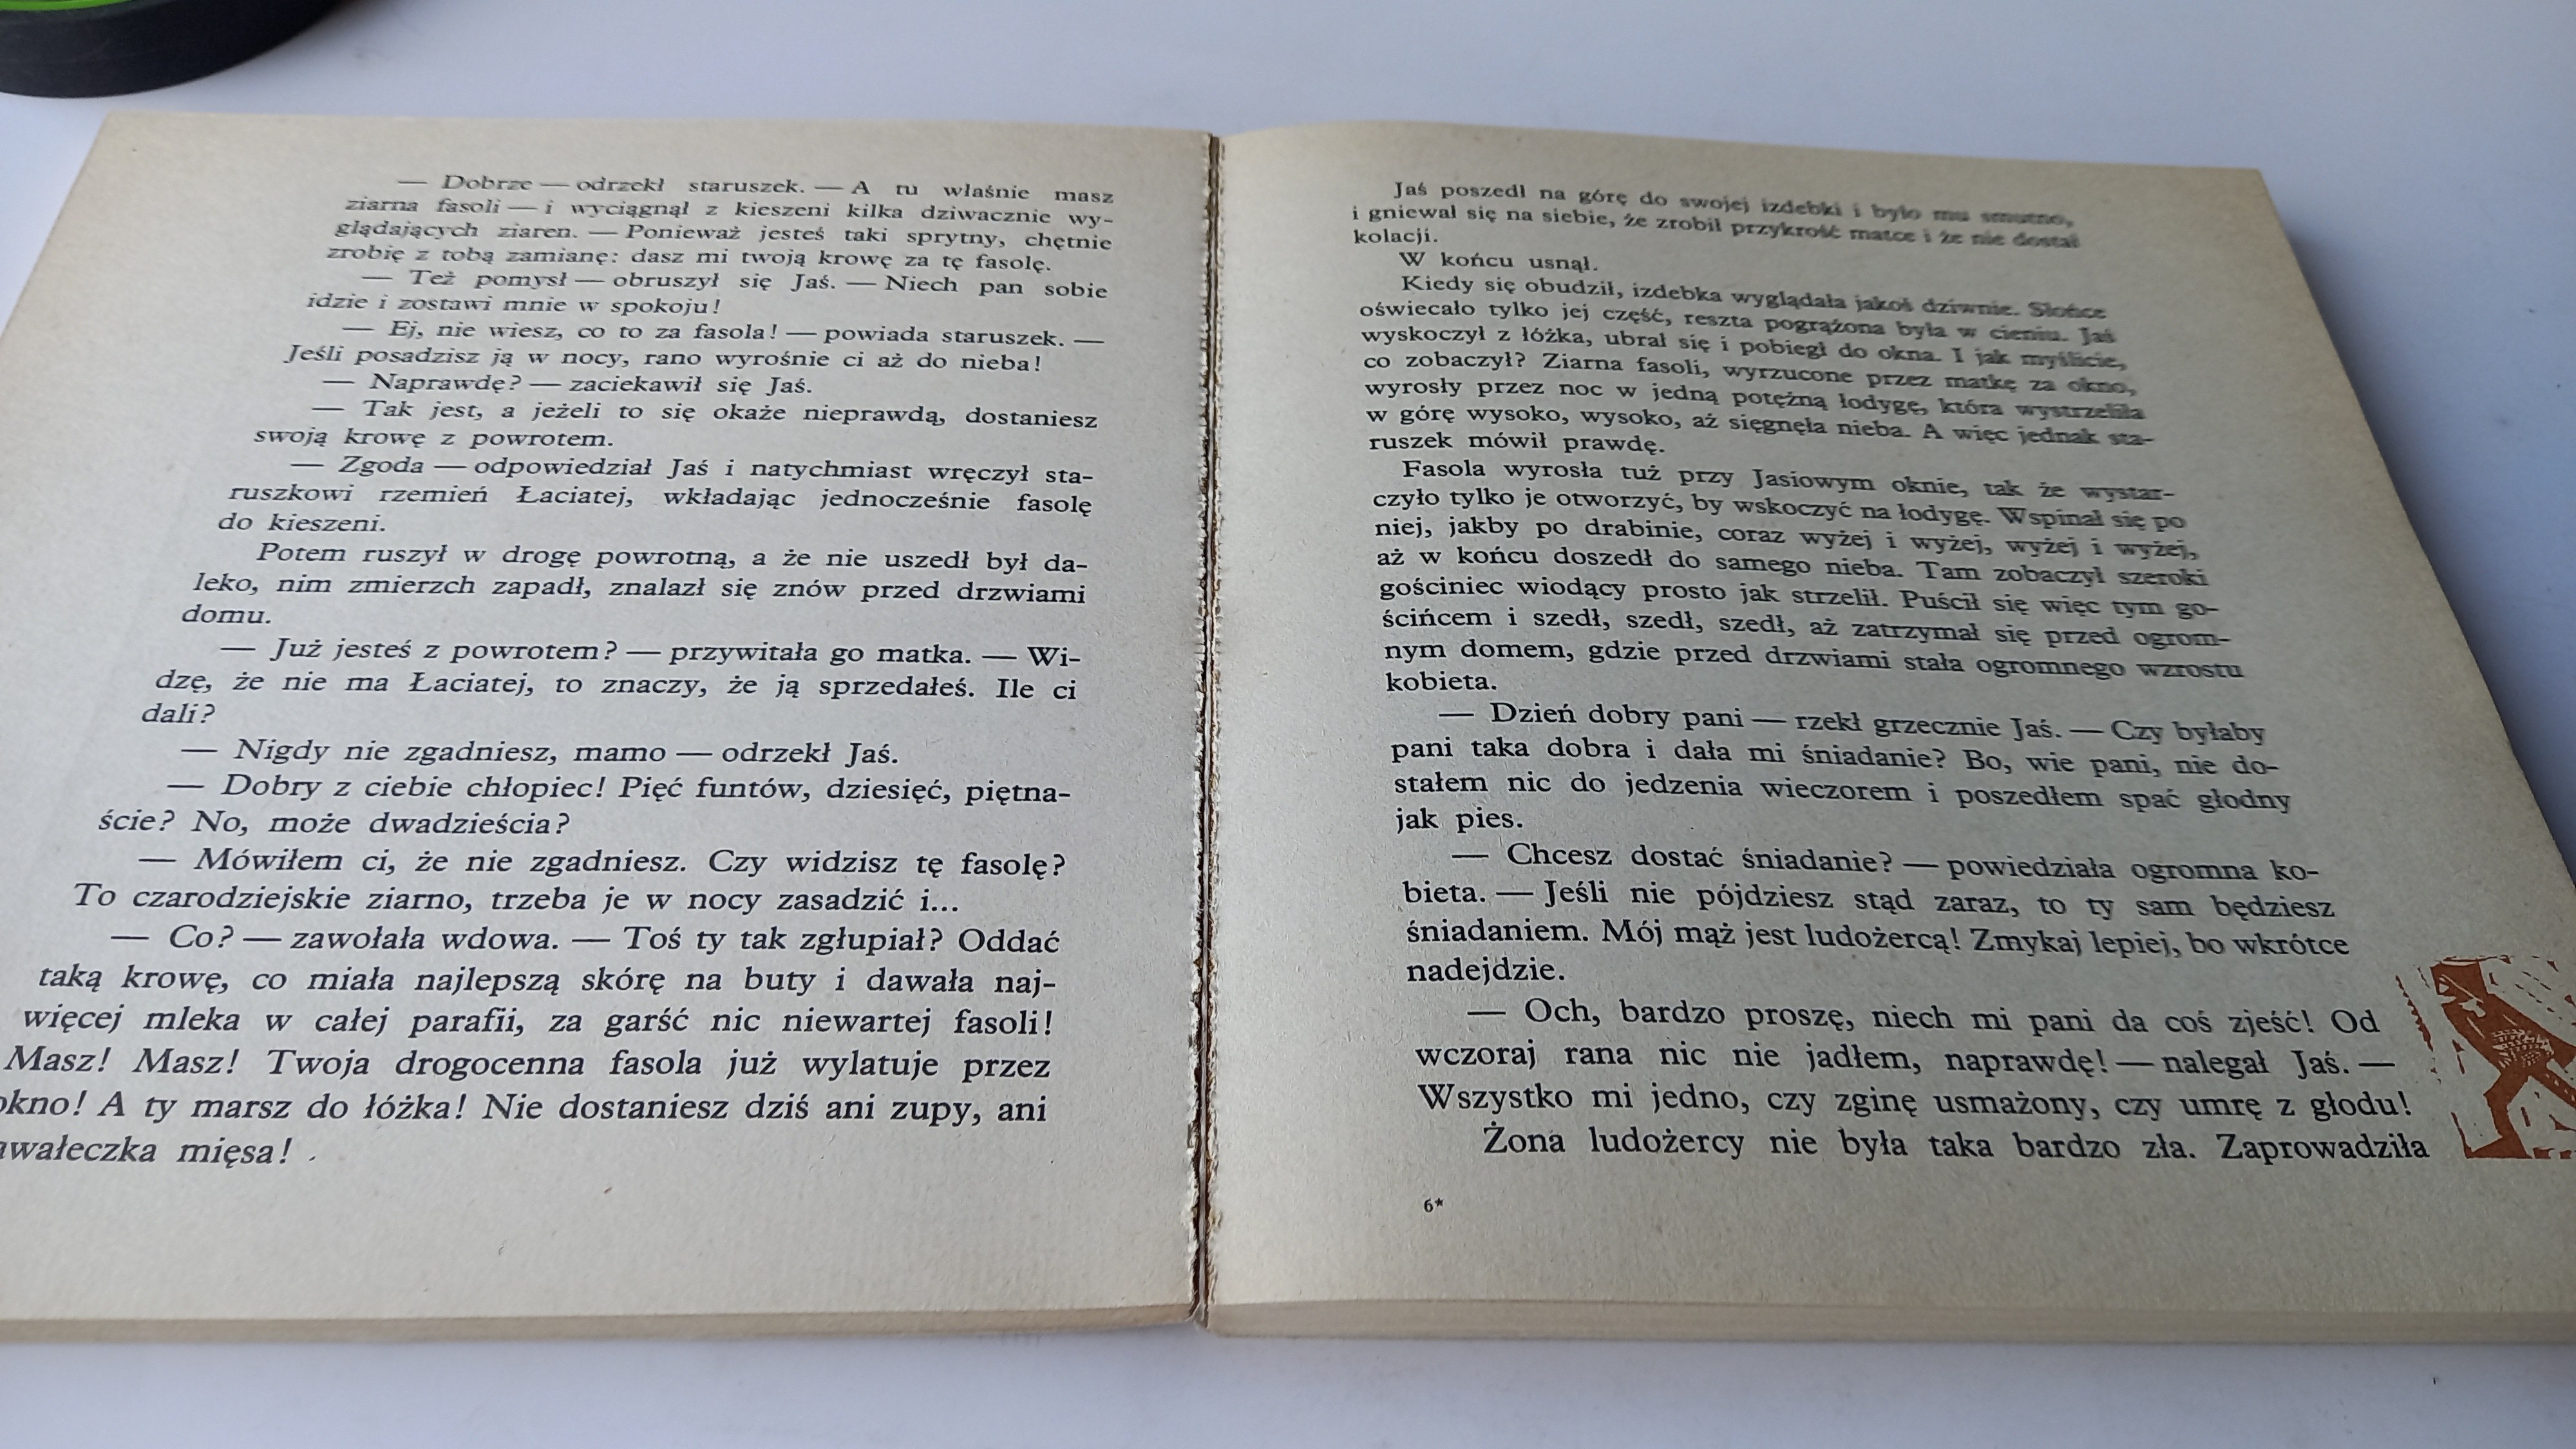 — Dobrze — odrzekł staruszek. — A tu właśnie masz
ziarna fasoli — i wyciągnął z kieszeni kilka dziwacznie wy-
glądających ziaren. — Ponieważ jesteś taki sprytny, chętnie
zrobię z tobą zamianę: dasz mi twoją krowę za tę fasolę.
— Też pomysł — obruszył się Jaś. — Niech pan sobie
idzie i zostawi mnie w spokoju!
— Ej, nie wiesz, co to za fasola! — powiada staruszek. —
Jeśli posadzisz ją w nocy, rano wyrośnie ci aż do nieba!
— Naprawdę? — zaciekawił się Jaś.
— Tak jest, a jeżeli to się okaże nieprawdą, dostaniesz
swoją krowę z powrotem.
— Zgoda — odpowiedział Jaś i natychmiast wręczył sta-
ruszkowi rzemień Łaciatej, wkładając jednocześnie fasolę
do kieszeni.
Potem ruszył w drogę powrotną, a że nie uszedł był da-
leko, nim zmierzch zapadł, znalazł się znów przed drzwiami
domu.
— Już jesteś z powrotem? — przywitała go matka. — Wi-
dzę, że nie ma Łaciatej, to znaczy, że ją sprzedałeś. Ile ci
dali?
— Nigdy nie zgadniesz, mamo — odrzekł Jaś.
— Dobry z ciebie chłopiec! Pięć funtów, dziesięć, piętna-
ście? No, może dwadzieścia?
— Mówiłem ci, że nie zgadniesz. Czy widzisz tę fasolę?
To czarodziejskie ziarno, trzeba je w nocy zasadzić i...
— Co? — zawołała wdowa. — Toś ty tak zgłupiał? Oddać
taką krowę, co miała najlepszą skórę na buty i dawała naj-
więcej mleka w całej parafii, za garść nic niewartej fasoli!
Masz! Masz! Twoja drogocenna fasola już wylatuje przez
okno! A ty marsz do łóżka! Nie dostaniesz dziś ani zupy, ani
wałeczka mięsa!
Jaś poszedł na górę do swojej izdebki i było mu smutno,
i gniewał się na siebie, że zrobił przykrość matce i że nie dostał
kolacji.
W końcu usnął.
Kiedy się obudził, izdebka wyglądała jakoś dziwnie. Słońce
oświecało tylko jej część, reszta pogrążona była w cieniu. Jaś
wyskoczył z łóżka, ubrał się i pobiegł do okna. I jak myślicie,
co zobaczył? Ziarna fasoli, wyrzucone przez matkę za okno,
wyrosły przez noc w jedną potężną łodygę, która wystrzeliła
w górę wysoko, wysoko, aż sięgnęła nieba. A więc jednak sta-
ruszek mówił prawdę.
Fasola wyrosła tuż przy Jasiowym oknie, tak że wystar-
czyło tylko je otworzyć, by wskoczyć na łodygę. Wspinał się po
niej, jakby po drabinie, coraz wyżej i wyżej, wyżej i wyżej,
aż w końcu doszedł do samego nieba. Tam zobaczył szeroki
gościniec wiodący prosto jak strzelił. Puścił się więc tym go-
ścińcem i szedł, szedł, szedł, aż zatrzymał się przed ogrom-
nym domem, gdzie przed drzwiami stała ogromnego wzrostu
kobieta.
— Dzień dobry pani — rzekł grzecznie Jaś. — Czy byłaby
pani taka dobra i dała mi śniadanie? Bo, wie pani, nie do-
stałem nic do jedzenia wieczorem i poszedłem spać głodny
jak pies.
— Chcesz dostać śniadanie? — powiedziała ogromna ko-
bieta. — Jeśli nie pójdziesz stąd zaraz, to ty sam będziesz
śniadaniem. Mój mąż jest ludożercą! Zmykaj lepiej, bo wkrótce
nadejdzie.
— Och, bardzo proszę, niech mi pani da coś zjeść! Od
wczoraj rana nic nie jadłem, naprawdę! — nalegał Jaś. —
Wszystko mi jedno, czy zginę usmażony, czy umrę z głodu!
Żona ludożercy nie była taka bardzo zła. Zaprowadziła
6*